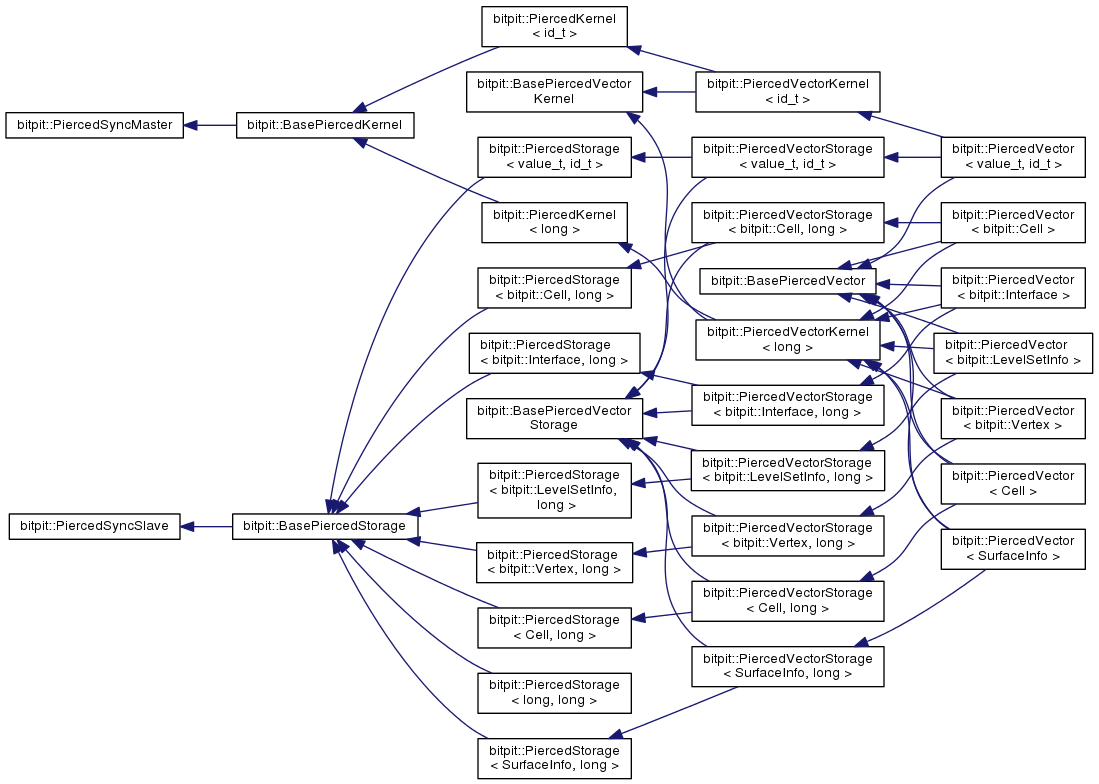 bitpit::PiercedSyncMaster
bitpit::PiercedSyncSlave
bitpit::BasePiercedKernel
bitpit::BasePiercedStorage
bitpit::PiercedKernel
< id_t >
bitpit::BasePiercedVector
Kernel
bitpit::PiercedStorage
< value_t, id_t >
bitpit::PiercedKernel
< long >
bitpit::PiercedStorage
< bitpit::Cell, long >
bitpit::PiercedStorage
< bitpit::Interface, long >
bitpit::BasePiercedVector
Storage
bitpit::PiercedStorage
< bitpit::LevelSetInfo,
long >
bitpit::PiercedStorage
< bitpit::Vertex, long >
bitpit::PiercedStorage
< Cell, long >
bitpit::PiercedStorage
< long, long >
bitpit::PiercedStorage
< SurfaceInfo, long >
bitpit::PiercedVectorKernel
< id_t >
bitpit::PiercedVectorStorage
< value_t, id_t >
bitpit::PiercedVectorStorage
< bitpit::Cell, long >
bitpit::BasePiercedVector
bitpit::PiercedVectorKernel
< long >
bitpit::PiercedVectorStorage
< bitpit::Interface, long >
bitpit::PiercedVectorStorage
< bitpit::LevelSetInfo, long >
bitpit::PiercedVectorStorage
< bitpit::Vertex, long >
bitpit::PiercedVectorStorage
< Cell, long >
bitpit::PiercedVectorStorage
< SurfaceInfo, long >
bitpit::PiercedVector
< value_t, id_t >
bitpit::PiercedVector
< bitpit::Cell >
bitpit::PiercedVector
< bitpit::Interface >
bitpit::PiercedVector
< bitpit::LevelSetInfo >
bitpit::PiercedVector
< bitpit::Vertex >
bitpit::PiercedVector
< Cell >
bitpit::PiercedVector
< SurfaceInfo >